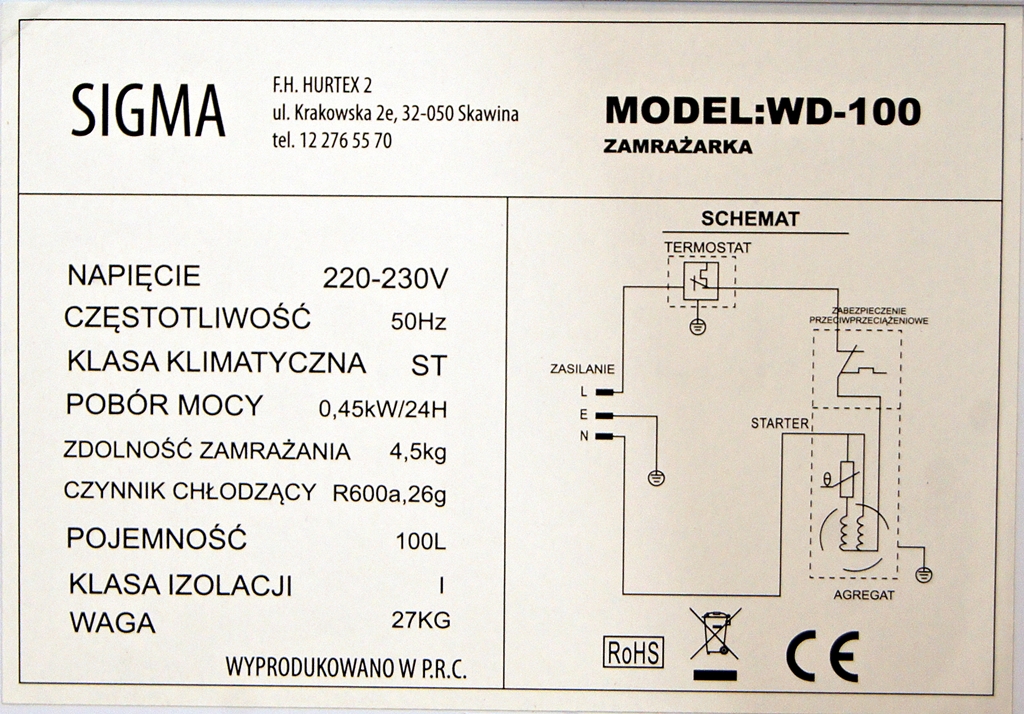 SIGMA
F.H. HURTEX 2
ul. Krakowska 2e, 32-050 Skawina
tel. 12 276 55 70
MODEL:WD-100
ZAMRAŻARKA
NAPIĘCIE 220-230V
CZĘSTOTLIWOŚĆ 50Hz
KLASA KLIMATYCZNA ST
POBÓR MOCY 0,45kW/24H
ZDOLNOŚĆ ZAMRAŻANIA 4,5kg
CZYNNIK CHŁODZĄCY R600a,26g
POJEMNOŚĆ 100L
KLASA IZOLACJI I
WAGA 27KG
WYPRODUKOWANO W P.R.C.
SCHEMAT
TERMOSTAT
ZABEZPIECZENIE
PRZECIWPRZECIĄŻENIOWE
ZASILANIE
L
E
N
STARTER
θ
AGREGAT
RoHS
CE